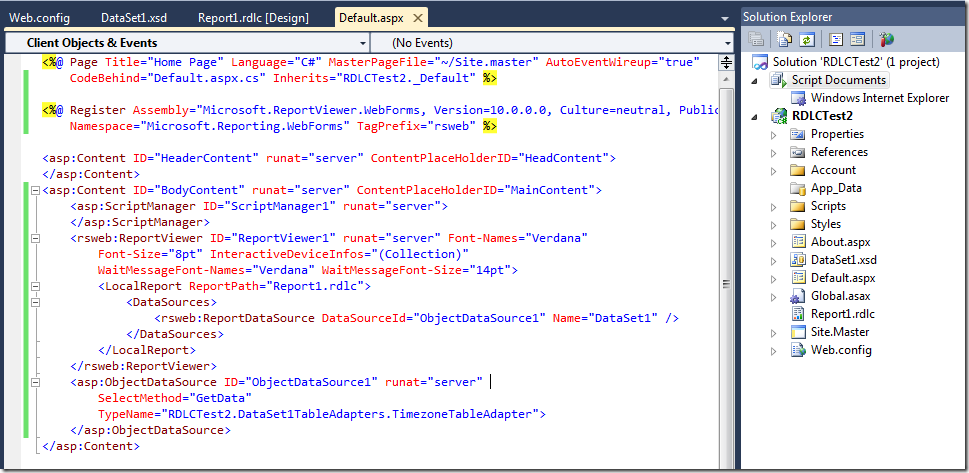 Web.config DataSet1.xsd Report1.rldc [Design] Default.aspx
Client Objects & Events (No Events)
<%@ Page Title="Home Page" Language="C#" MasterPageFile="~/Site.master" AutoEventWireup="true"
CodeBehind="Default.aspx.cs" Inherits="RDLCTest2._Default" %>
<%@ Register Assembly="Microsoft.ReportViewer.WebForms, Version=10.0.0.0, Culture=neutral, Public
Namespace="Microsoft.Reporting.WebForms" TagPrefix="rsweb" %>
<asp:Content ID="HeaderContent" runat="server" ContentPlaceHolderID="HeadContent">
</asp:Content>
<asp:Content ID="BodyContent" runat="server" ContentPlaceHolderID="MainContent">
<asp:ScriptManager ID="ScriptManager1" runat="server">
</asp:ScriptManager>
<rsweb:ReportViewer ID="ReportViewer1" runat="server" Font-Names="Verdana"
Font-Size="8pt" InteractiveDeviceInfos="(Collection)"
WaitMessageFont-Names="Verdana" WaitMessageFont-Size="14pt">
<LocalReport ReportPath="Report1.rdlc">
<DataSources>
<rsweb:ReportDataSource DataSourceId="ObjectDataSource1" Name="DataSet1" />
</DataSources>
</LocalReport>
</rsweb:ReportViewer>
<asp:ObjectDataSource ID="ObjectDataSource1" runat="server"
SelectMethod="GetData"
TypeName="RDLCTest2.DataSet1TableAdapters.TimezoneTableAdapter">
</asp:ObjectDataSource>
</asp:Content>
Solution Explorer
Solution 'RDLCTest2' (1 project)
Script Documents
Windows Internet Explorer
RDLCTest2
Properties
References
Account
App_Data
Scripts
Styles
About.aspx
DataSet1.xsd
Default.aspx
Global.asax
Report1.rdlc
Site.Master
Web.config